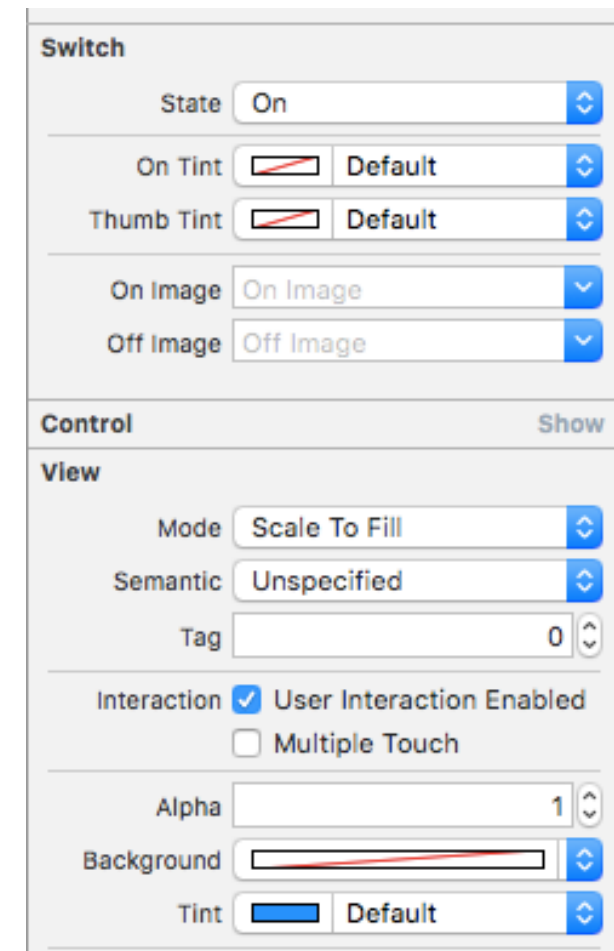 Switch
State On
On Tint Default
Thumb Tint Default
On Image On Image
Off Image Off Image
Control Show
View
Mode Scale To Fill
Semantic Unspecified
Tag 0
Interaction User Interaction Enabled
Multiple Touch
Alpha 1
Background
Tint Default